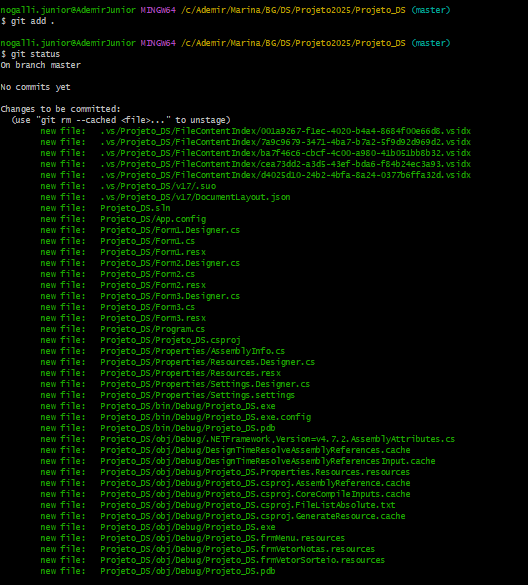 nogalli.junior@AdemirJunior MINGW64 /c/Ademir/Marina/BG/DS/Projeto2025/Projeto_DS (master)
$ git add .
nogalli.junior@AdemirJunior MINGW64 /c/Ademir/Marina/BG/DS/Projeto2025/Projeto_DS (master)
$ git status
On branch master
No commits yet
Changes to be committed:
(use "git rm --cached <file>..." to unstage)
new file: .vs/Projeto_DS/FileContentIndex/001a9267-f1ec-4020-b4a4-8684f00e66d8.vsidx
new file: .vs/Projeto_DS/FileContentIndex/7a9c9679-3471-4ba7-b7a2-5f9d92d969d2.vsidx
new file: .vs/Projeto_DS/FileContentIndex/ba7f46c6-cbcf-4c00-a980-41b051bb8b32.vsidx
new file: .vs/Projeto_DS/FileContentIndex/cea73dd2-a3d5-43ef-bda6-f84b24ec3a93.vsidx
new file: .vs/Projeto_DS/FileContentIndex/d4025d10-24b2-4bfa-8a24-0377b6ffa32d.vsidx
new file: .vs/Projeto_DS/v17/.suo
new file: .vs/Projeto_DS/v17/DocumentLayout.json
new file: Projeto_DS.sln
new file: Projeto_DS/App.config
new file: Projeto_DS/Form1.Designer.cs
new file: Projeto_DS/Form1.cs
new file: Projeto_DS/Form1.resx
new file: Projeto_DS/Form2.Designer.cs
new file: Projeto_DS/Form2.cs
new file: Projeto_DS/Form2.resx
new file: Projeto_DS/Form3.Designer.cs
new file: Projeto_DS/Form3.cs
new file: Projeto_DS/Form3.resx
new file: Projeto_DS/Program.cs
new file: Projeto_DS/Projeto_DS.csproj
new file: Projeto_DS/Properties/AssemblyInfo.cs
new file: Projeto_DS/Properties/Resources.Designer.cs
new file: Projeto_DS/Properties/Resources.resx
new file: Projeto_DS/Properties/Settings.Designer.cs
new file: Projeto_DS/Properties/Settings.settings
new file: Projeto_DS/bin/Debug/Projeto_DS.exe
new file: Projeto_DS/bin/Debug/Projeto_DS.exe.config
new file: Projeto_DS/bin/Debug/Projeto_DS.pdb
new file: Projeto_DS/obj/Debug/.NETFramework,Version=v4.7.2.AssemblyAttributes.cs
new file: Projeto_DS/obj/Debug/DesignTimeResolveAssemblyReferences.cache
new file: Projeto_DS/obj/Debug/DesignTimeResolveAssemblyReferencesInput.cache
new file: Projeto_DS/obj/Debug/Projeto_DS.Properties.Resources.resources
new file: Projeto_DS/obj/Debug/Projeto_DS.csproj.AssemblyReference.cache
new file: Projeto_DS/obj/Debug/Projeto_DS.csproj.CoreCompileInputs.cache
new file: Projeto_DS/obj/Debug/Projeto_DS.csproj.FileListAbsolute.txt
new file: Projeto_DS/obj/Debug/Projeto_DS.csproj.GenerateResource.cache
new file: Projeto_DS/obj/Debug/Projeto_DS.exe
new file: Projeto_DS/obj/Debug/Projeto_DS.frmMenu.resources
new file: Projeto_DS/obj/Debug/Projeto_DS.frmVetorNotas.resources
new file: Projeto_DS/obj/Debug/Projeto_DS.frmVetorSorteio.resources
new file: Projeto_DS/obj/Debug/Projeto_DS.pdb